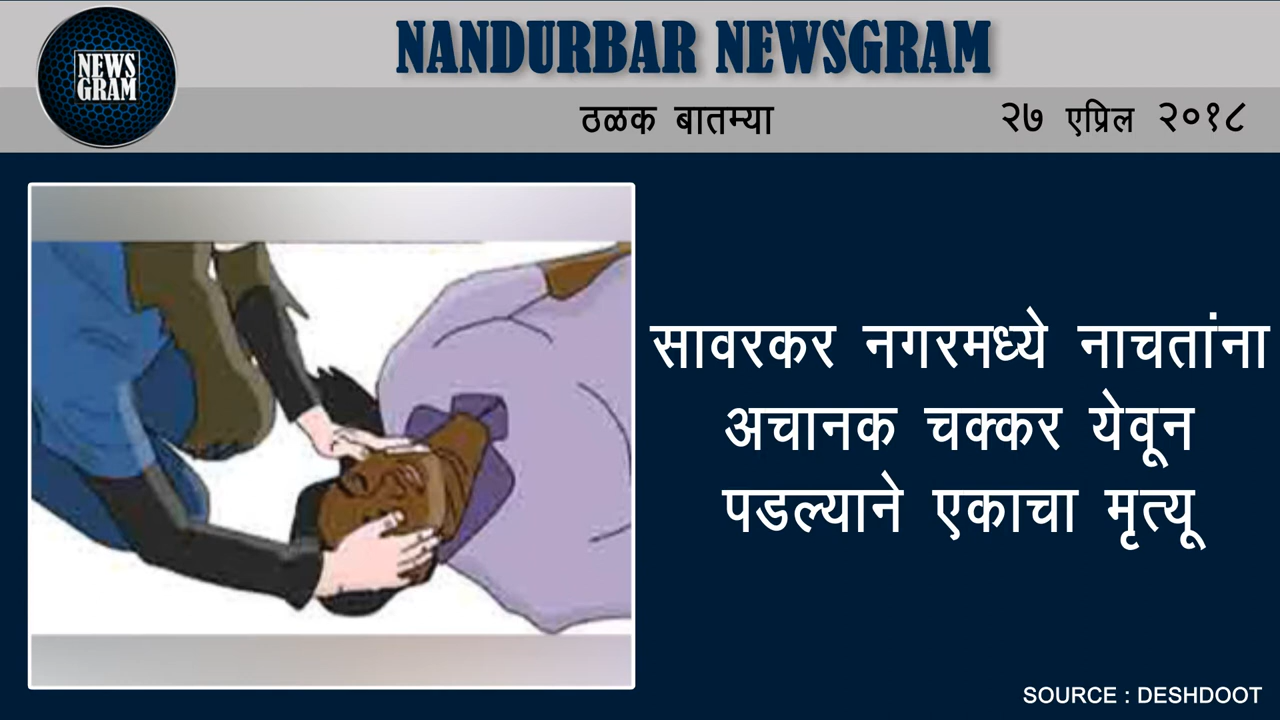 NEWS
GRAM
NANDURBAR NEWSGRAM
ठळक बातम्या
२७ एप्रिल २०१८
सावरकर नगरमध्ये नाचतांना
अचानक चक्कर येवून
पडल्याने एकाचा मृत्यू
SOURCE : DESHDOOT